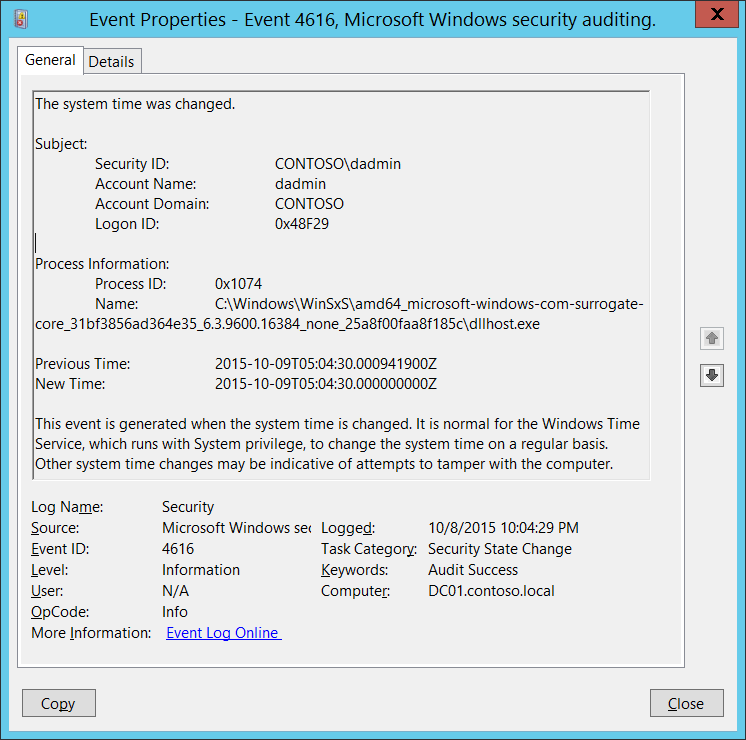 Event Properties - Event 4616, Microsoft Windows security auditing.
X
General Details
The system time was changed.
Subject:
Security ID: CONTOSO\dadmin
Account Name: dadmin
Account Domain: CONTOSO
Logon ID: 0x48F29
Process Information:
Process ID: 0x1074
Name: C:\Windows\WinSxS\amd64_microsoft-windows-com-surrogate-
core_31bf3856ad364e35_6.3.9600.16384_none_25a8f00faa8f185c\dllhost.exe
Previous Time: 2015-10-09T05:04:30.000941900Z
New Time: 2015-10-09T05:04:30.000000000Z
This event is generated when the system time is changed. It is normal for the Windows Time
Service, which runs with System privilege, to change the system time on a regular basis.
Other system time changes may be indicative of attempts to tamper with the computer.
Log Name: Security
Source: Microsoft Windows sec Logged: 10/8/2015 10:04:29 PM
Event ID: 4616 Task Category: Security State Change
Level: Information Keywords: Audit Success
User: N/A Computer: DC01.contoso.local
OpCode: Info
More Information: Event Log Online
Copy Close